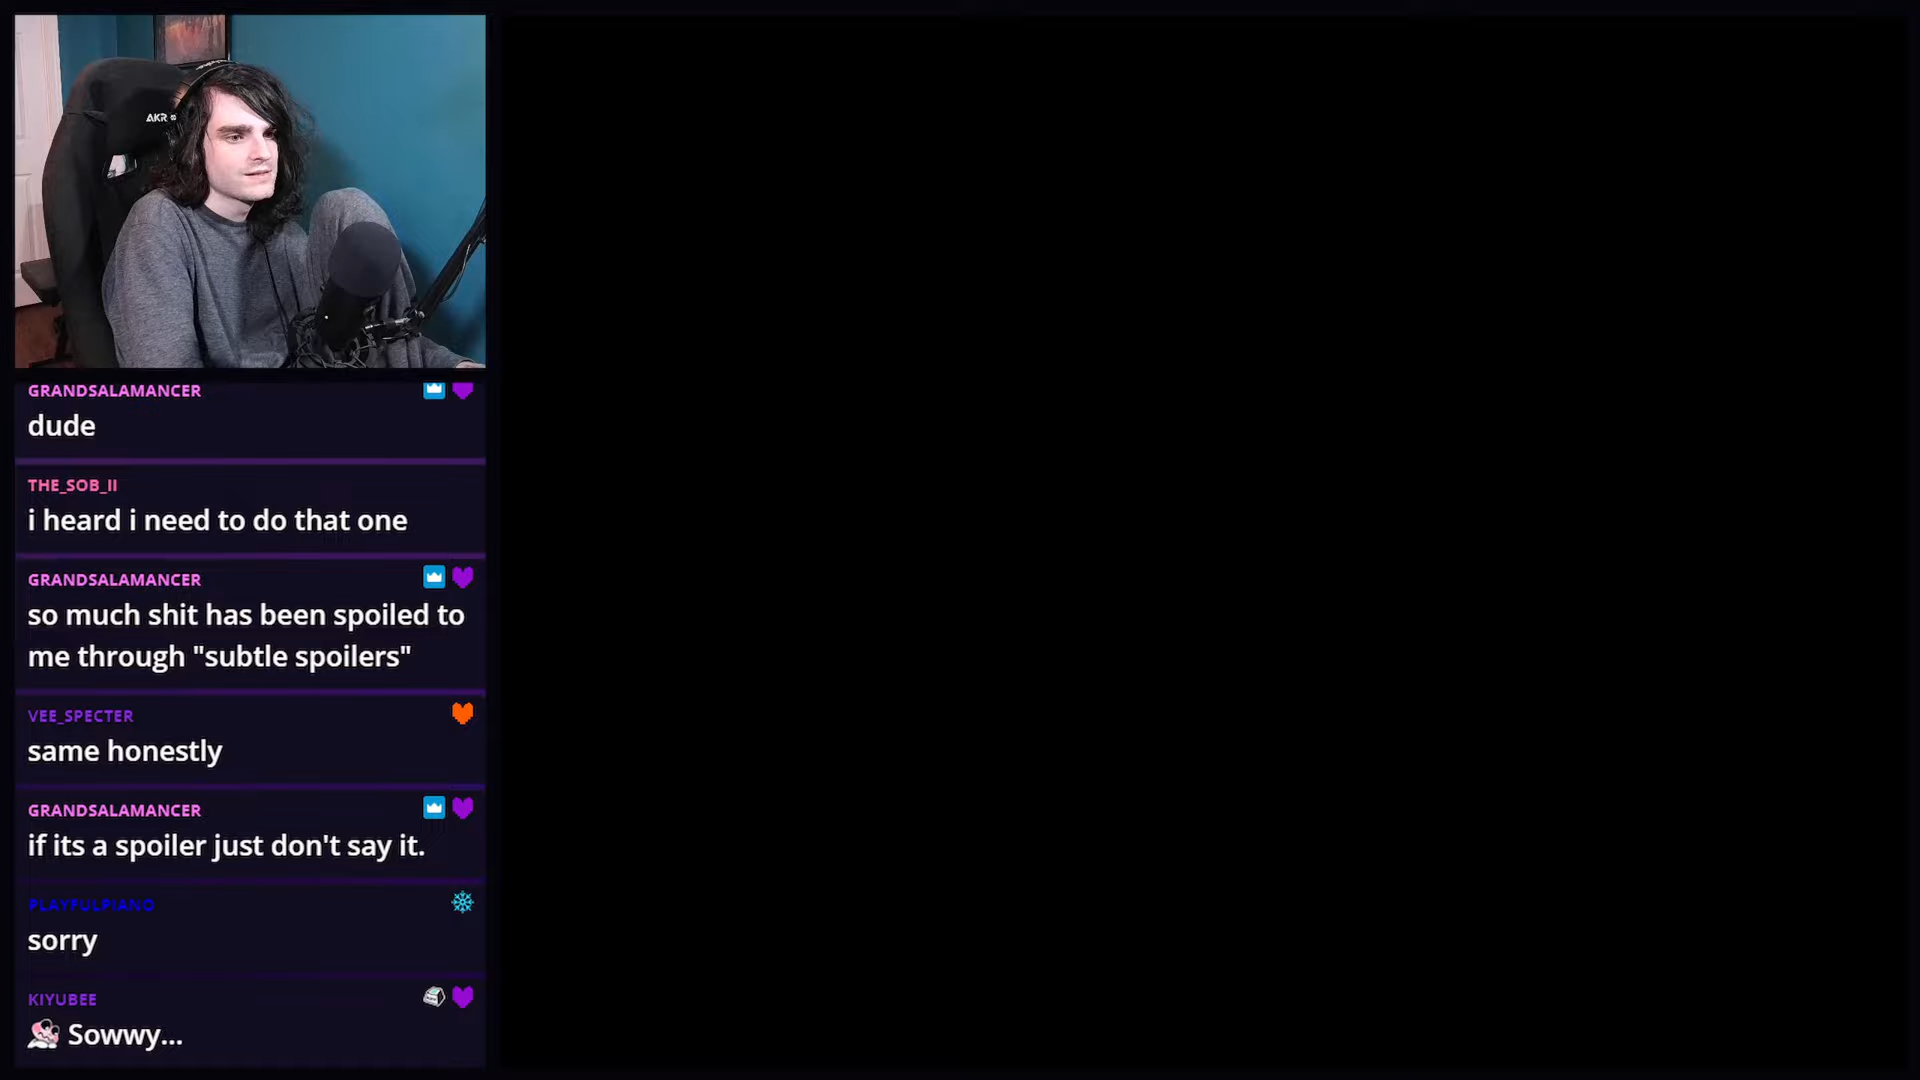 AKR
GRANDSALAMANCER
dude
THE_SOB_II
i heard i need to do that one
GRANDSALAMANCER
so much shit has been spoiled to
me through "subtle spoilers"
VEE_SPECTER
same honestly
GRANDSALAMANCER
if its a spoiler just don't say it.
PLAYFULPIANO
sorry
KIYUBEE
Sowwy...